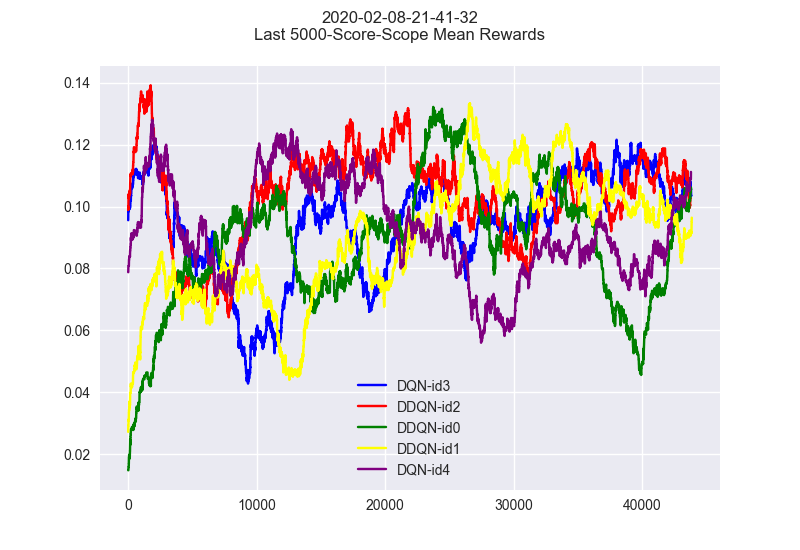 2020-02-08-21-41-32
Last 5000-Score-Scope Mean Rewards
0.14
0.12
0.10
0.08
0.06
0.04
0.02
DQN-id3
DDQN-id2
DDQN-id0
DDQN-id1
DQN-id4
0 10000 20000 30000 40000